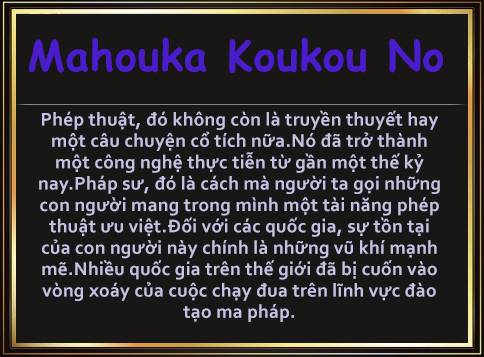 Mahouka Koukou No
Phép thuật, đó không còn là truyền thuyết hay
một câu chuyện cổ tích nữa.Nó đã trở thành
một công nghệ thực tiễn từ gần một thế kỷ
nay.Pháp sư, đó là cách mà người ta gọi những
con người mang trong mình một tài năng phép
thuật ưu việt.Đối với các quốc gia, sự tồn tại
của con người này chính là những vũ khí mạnh
mẽ.Nhiều quốc gia trên thế giới đã bị cuốn vào
vòng xoáy của cuộc chạy đua trên lĩnh vực đào
tạo ma pháp.